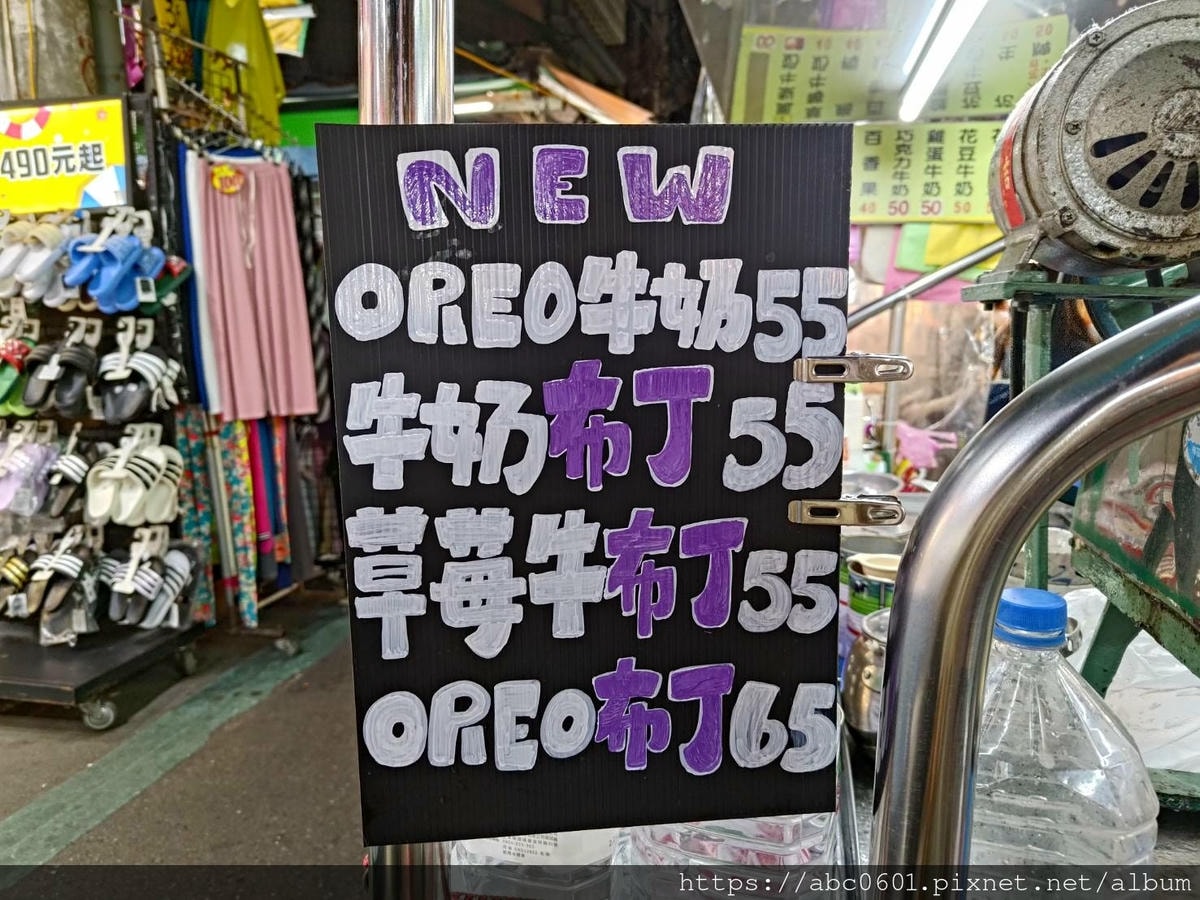 NEW
OREO牛奶55
牛奶布丁55
草莓牛布丁55
OREO布丁65
490元起
百香果 40
巧克力牛奶 50
雞蛋牛奶 50
花豆牛奶 50
https://abc0601.pixnet.net/album